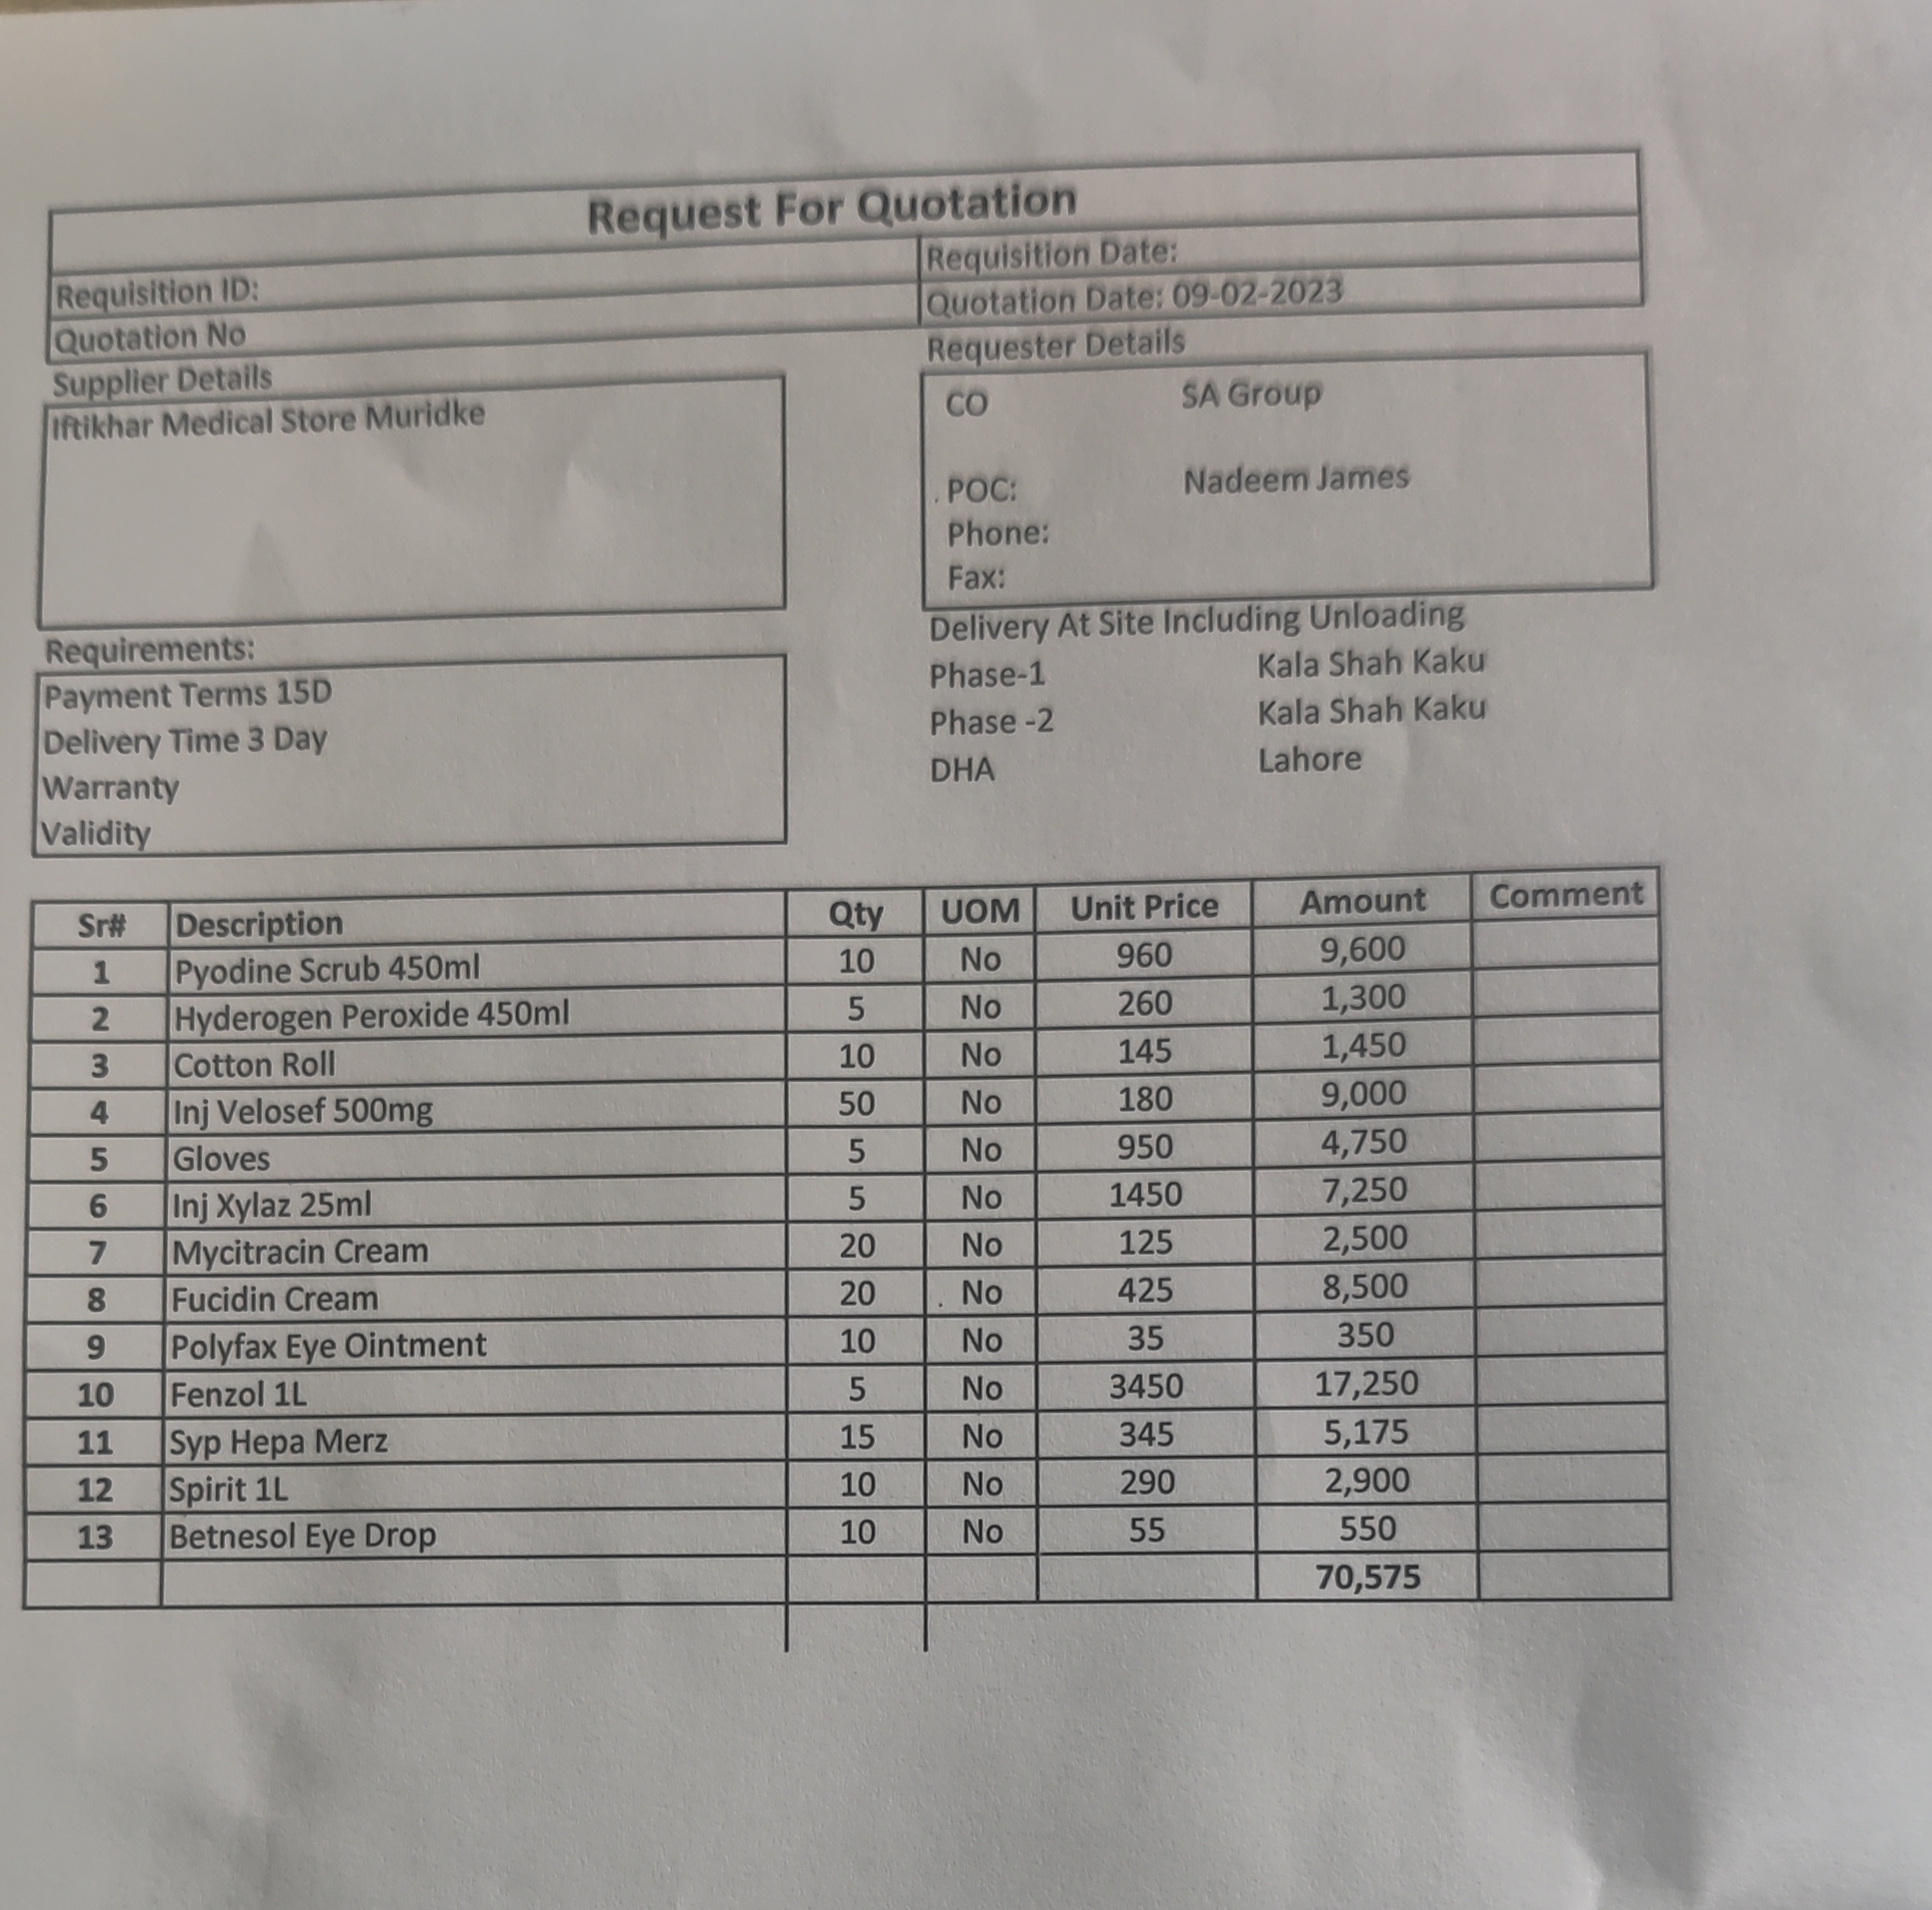 Request For Quotation
Requisition ID:
Requisition Date:
Quotation No
Quotation Date: 09-02-2023
Supplier Details
Iftikhar Medical Store Muridke
Requester Details
CO SA Group
POC: Nadeem James
Phone:
Fax:
Requirements:
Payment Terms 15D
Delivery Time 3 Day
Warranty
Validity
Delivery At Site Including Unloading
Phase-1 Kala Shah Kaku
Phase -2 Kala Shah Kaku
DHA Lahore
Sr# Description Qty UOM Unit Price Amount Comment
1 Pyodine Scrub 450ml 10 No 960 9,600
2 Hyderogen Peroxide 450ml 5 No 260 1,300
3 Cotton Roll 10 No 145 1,450
4 Inj Velosef 500mg 50 No 180 9,000
5 Gloves 5 No 950 4,750
6 Inj Xylaz 25ml 5 No 1450 7,250
7 Mycitracin Cream 20 No 125 2,500
8 Fucidin Cream 20 No 425 8,500
9 Polyfax Eye Ointment 10 No 35 350
10 Fenzol 1L 5 No 3450 17,250
11 Syp Hepa Merz 15 No 345 5,175
12 Spirit 1L 10 No 290 2,900
13 Betnesol Eye Drop 10 No 55 550
70,575